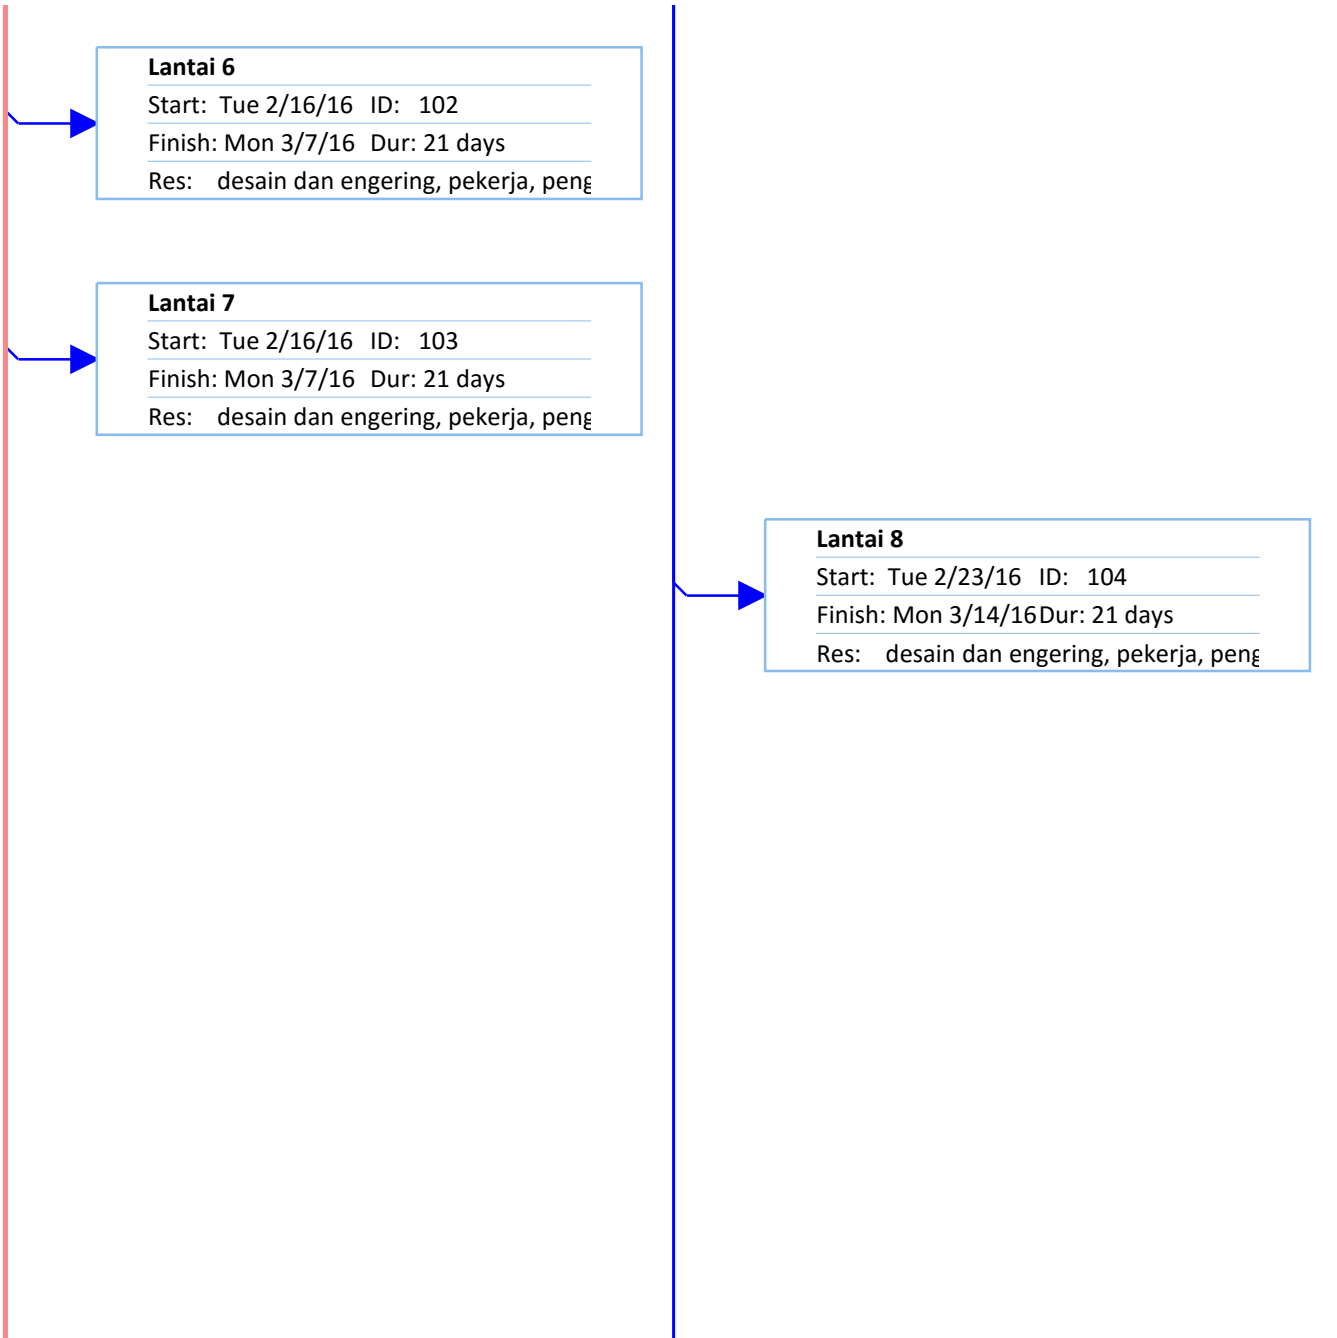 Lantai 6
Start: Tue 2/16/16 ID: 102
Finish: Mon 3/7/16 Dur: 21 days
Res: desain dan engering, pekerja, peng
Lantai 7
Start: Tue 2/16/16 ID: 103
Finish: Mon 3/7/16 Dur: 21 days
Res: desain dan engering, pekerja, peng
Lantai 8
Start: Tue 2/23/16 ID: 104
Finish: Mon 3/14/16 Dur: 21 days
Res: desain dan engering, pekerja, peng